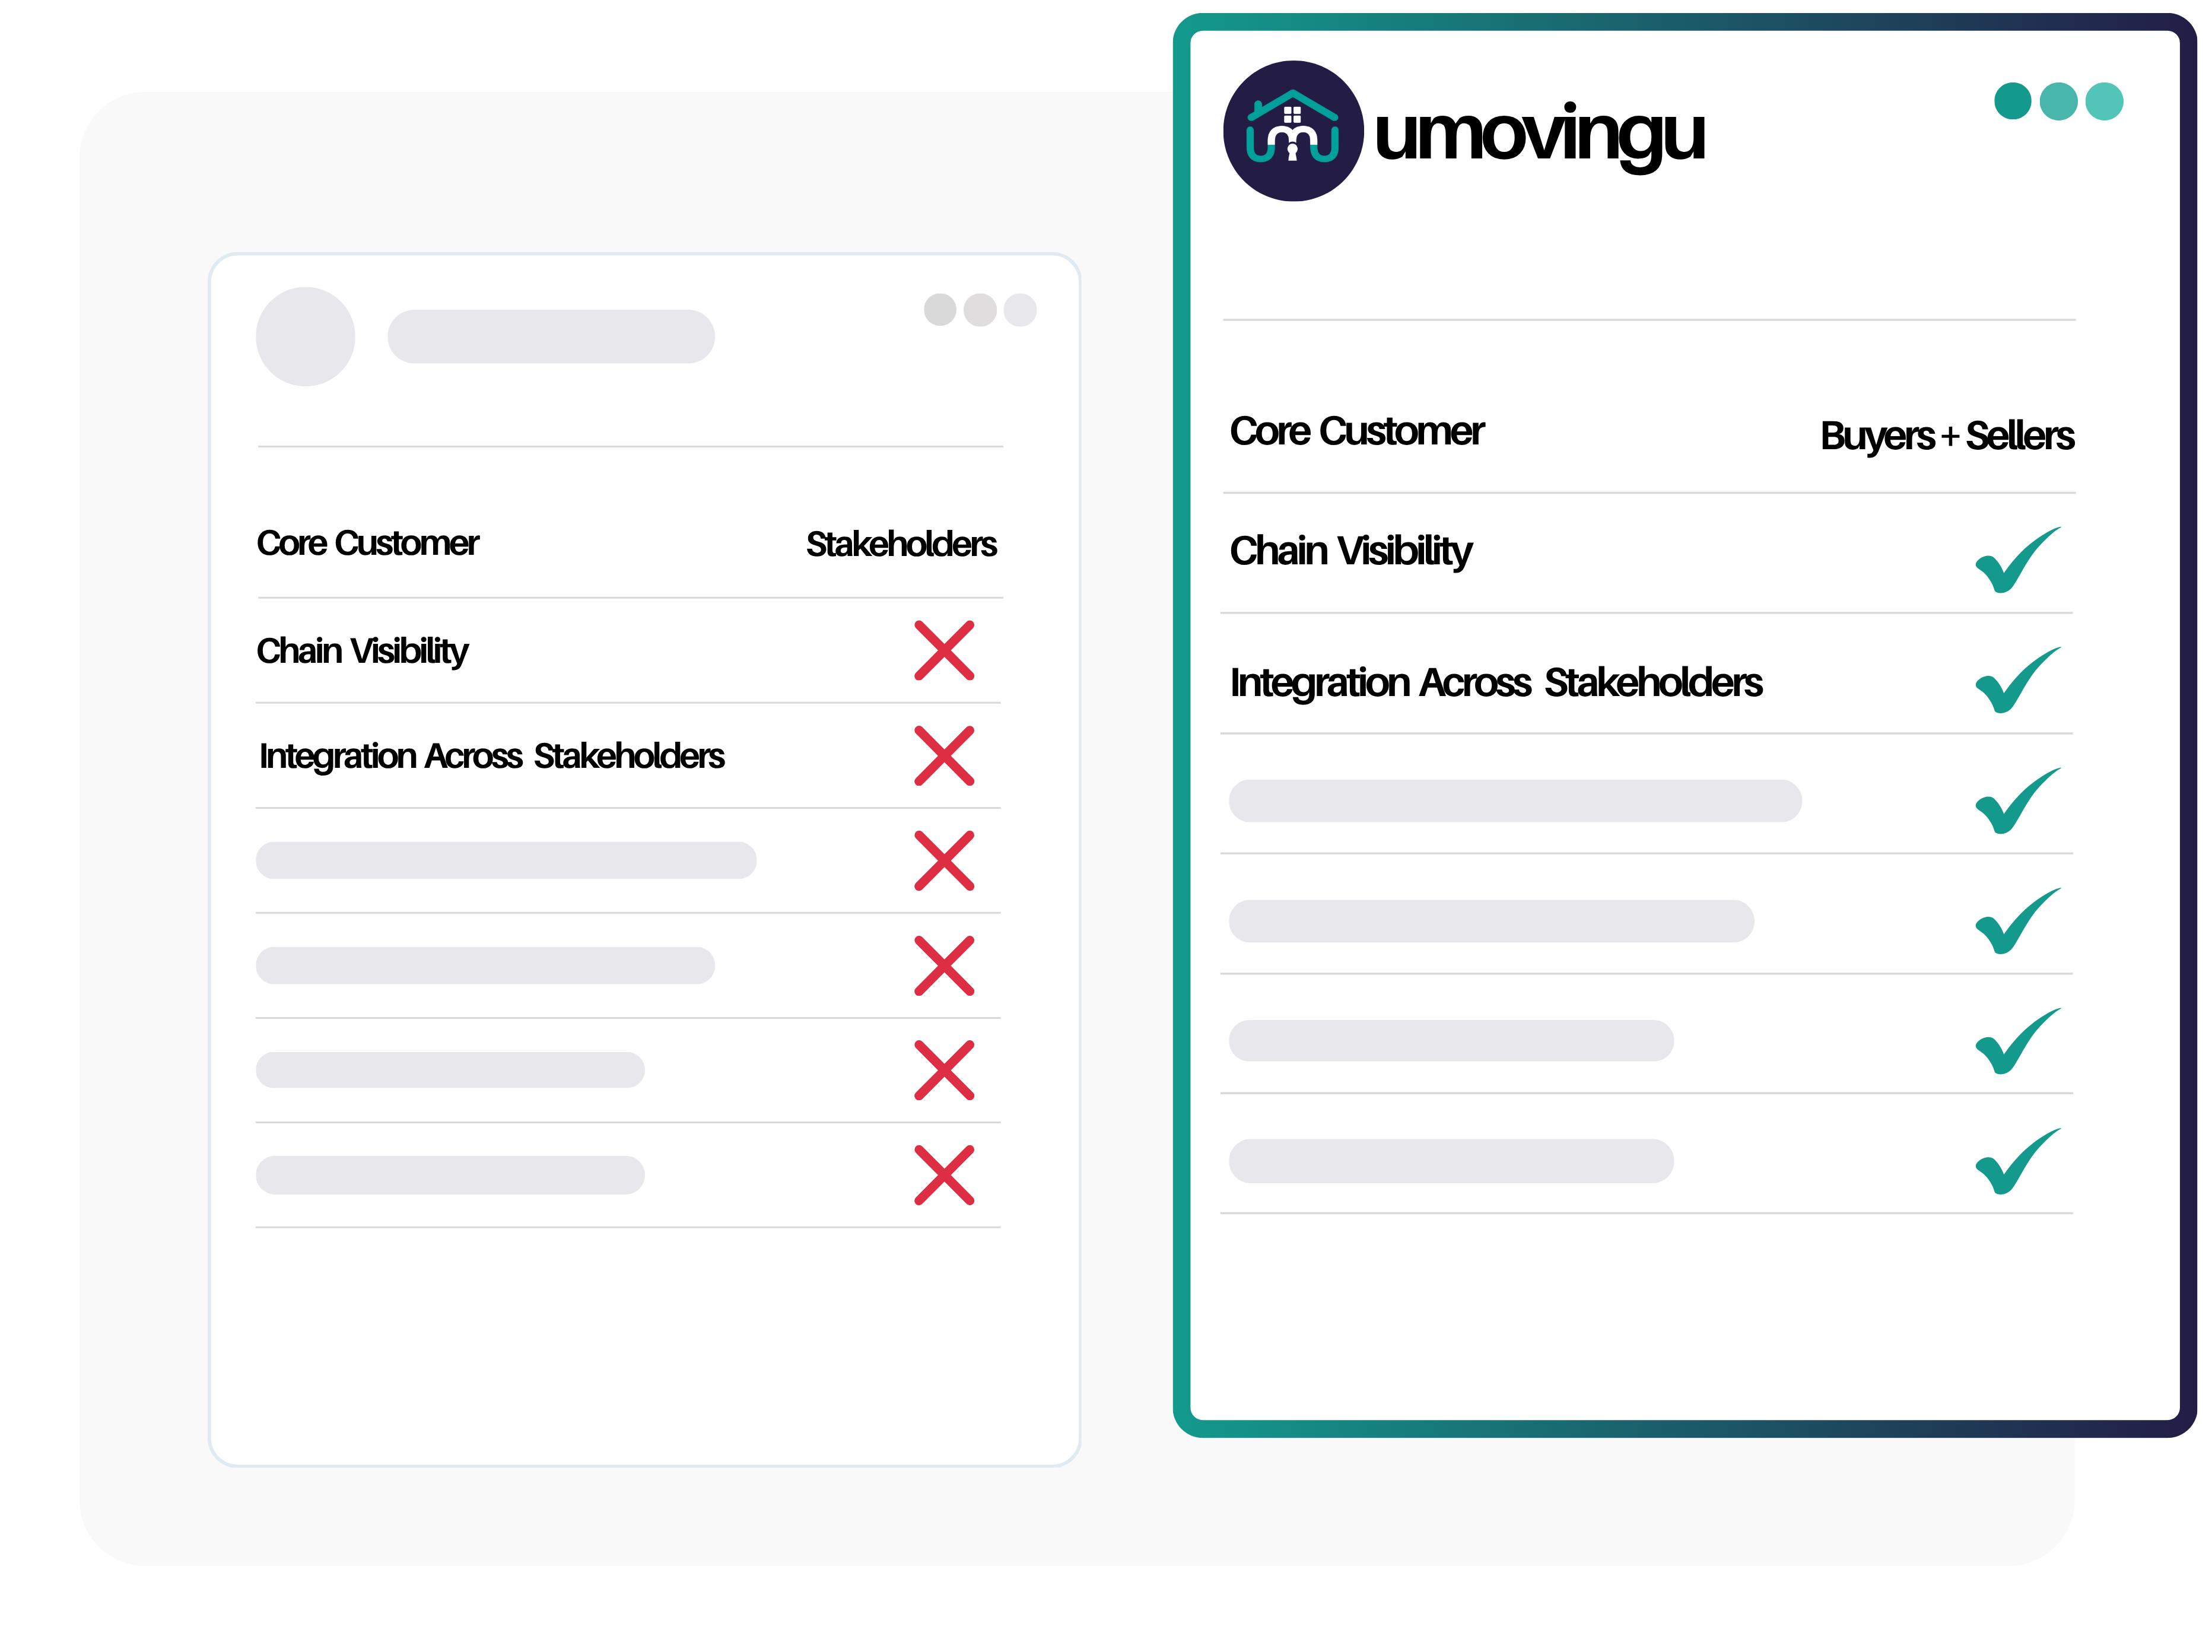 umovingu
Core Customer Buyers + Sellers
Chain Visibility
Integration Across Stakeholders
Core Customer Stakeholders
Chain Visibility
Integration Across Stakeholders